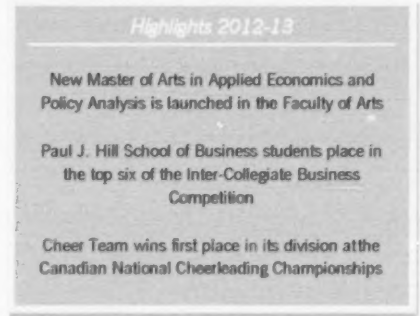 Highlights 2012-13
New Master of Arts in Applied Economics and
Policy Analysis is launched in the Faculty of Arts
Paul J. Hill School of Business students place in
the top six of the Inter-Collegiate Business
Competition
Cheer Team wins first place in its division at the
Canadian National Cheerleading Championships